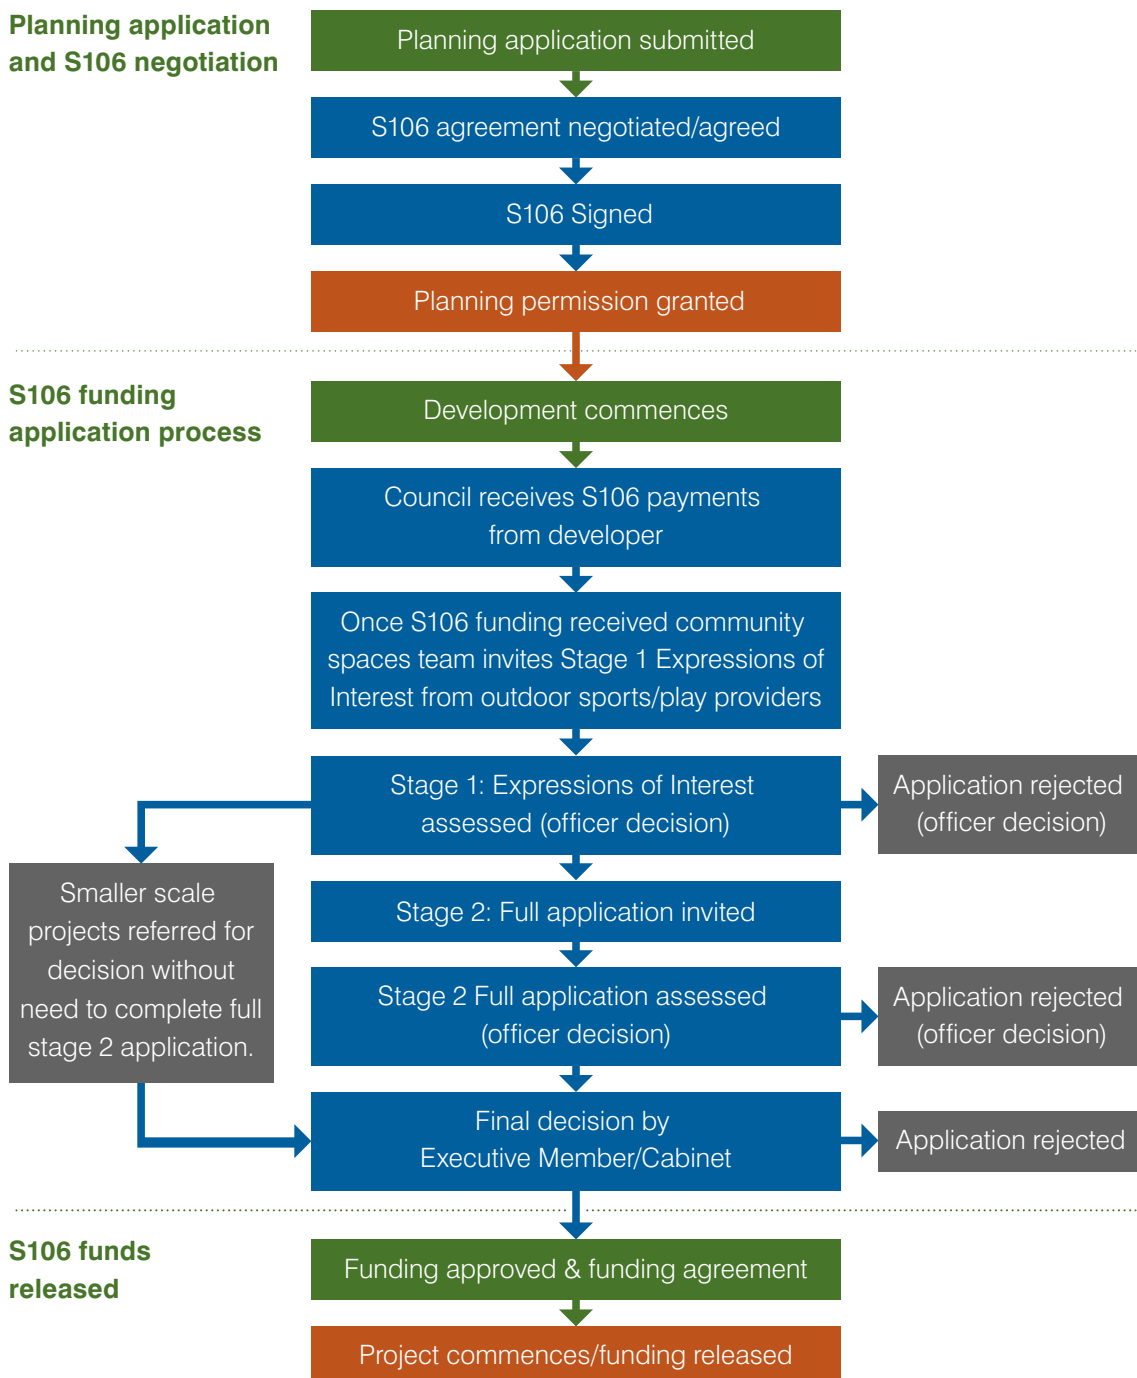 Planning application
and S106 negotiation
Planning application submitted
S106 agreement negotiated/agreed
S106 Signed
Planning permission granted
S106 funding
application process
Development commences
Council receives S106 payments
from developer
Once S106 funding received community
spaces team invites Stage 1 Expressions of
Interest from outdoor sports/play providers
Stage 1: Expressions of Interest
assessed (officer decision)
Application rejected
(officer decision)
Smaller scale
projects referred for
decision without
need to complete full
stage 2 application.
Stage 2: Full application invited
Stage 2 Full application assessed
(officer decision)
Application rejected
(officer decision)
Final decision by
Executive Member/Cabinet
Application rejected
S106 funds
released
Funding approved & funding agreement
Project commences/funding released